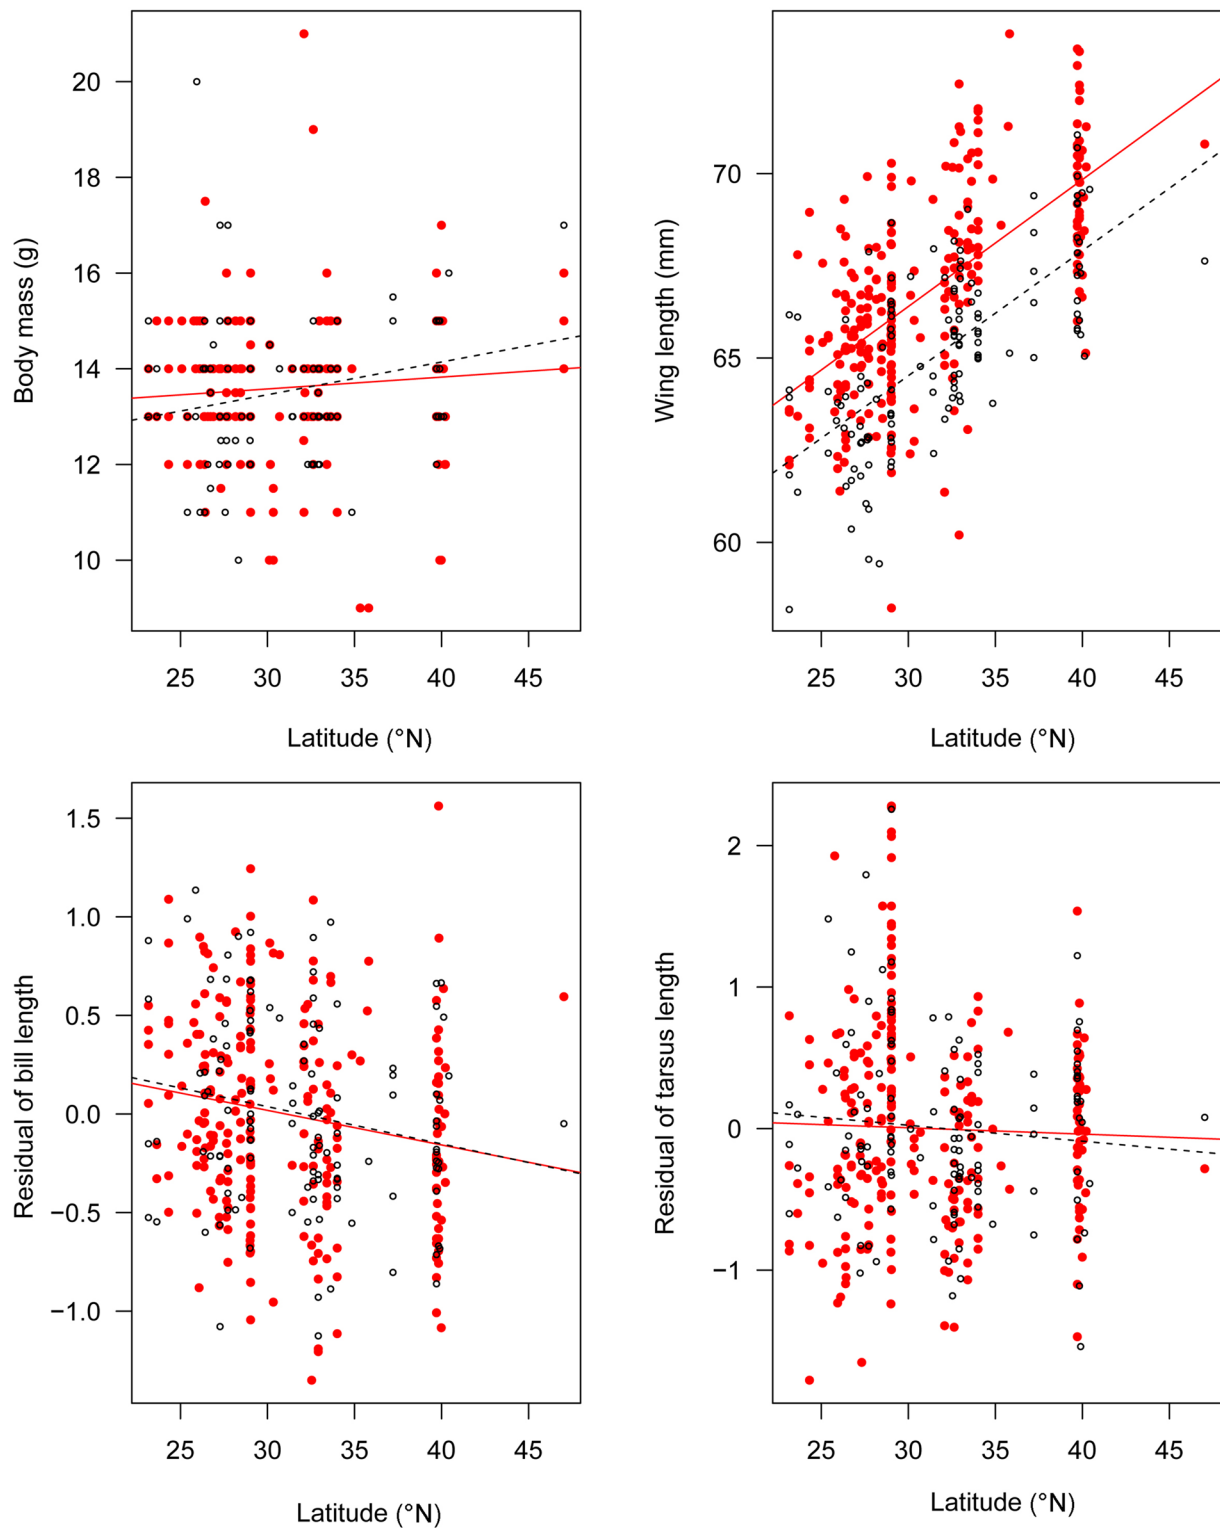 Body mass (g)
20
18
16
14
12
10
25 30 35 40 45
Latitude (°N)
Wing length (mm)
70
65
60
25 30 35 40 45
Latitude (°N)
Residual of bill length
1.5
1.0
0.5
0.0
−0.5
−1.0
25 30 35 40 45
Latitude (°N)
Residual of tarsus length
2
1
0
−1
25 30 35 40 45
Latitude (°N)